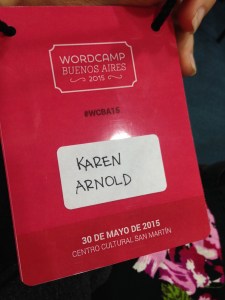 WORDCAMP
BUENOS AIRES
2015
#WCBA15
KAREN
ARNOLD
30 DE MAYO DE 2015
CENTRO CULTURAL SAN MARTÍN